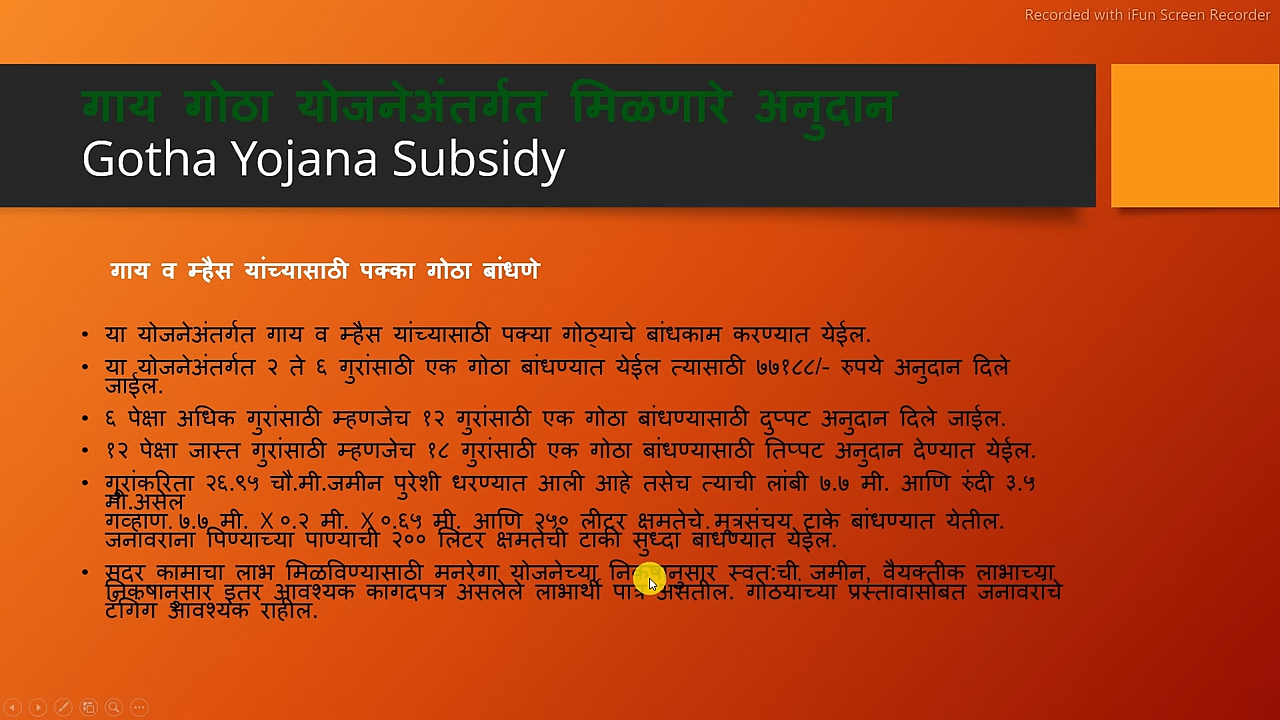 Recorded with iFun Screen Recorder
गाय गोठा योजनेअंतर्गत मिळणारे अनुदान
Gotha Yojana Subsidy
गाय व म्हैस यांच्यासाठी पक्का गोठा बांधणे
• या योजनेअंतर्गत गाय व म्हैस यांच्यासाठी पक्या गोठ्याचे बांधकाम करण्यात येईल.
• या योजनेअंतर्गत २ ते ६ गुरांसाठी एक गोठा बांधण्यात येईल त्यासाठी ७७१८८/- रुपये अनुदान दिले
जाईल.
• ६ पेक्षा अधिक गुरांसाठी म्हणजेच १२ गुरांसाठी एक गोठा बांधण्यासाठी दुप्पट अनुदान दिले जाईल.
• १२ पेक्षा जास्त गुरांसाठी म्हणजेच १८ गुरांसाठी एक गोठा बांधण्यासाठी तिप्पट अनुदान देण्यात येईल.
• गुरांकरिता २६.९५ चौ.मी.जमीन पुरेशी धरण्यात आली आहे तसेच त्याची लांबी ७.७ मी. आणि रुंदी ३.५
मी.असेल
गव्हाण ७.७ मी. X ०.२ मी. X ०.६५ मी. आणि २५० लीटर क्षमतेचे मूत्रसंचय टाके बांधण्यात येतील.
जनावरांना पिण्याच्या पाण्याची २०० लिटर क्षमतेची टाकी सुध्दा बांधण्यात येईल.
• सदर कामाचा लाभ मिळविण्यासाठी मनरेगा योजनेच्या स्वत:ची जमीन, वैयक्तीक लाभाच्या
निकषानुसार इतर आवश्यक कागदपत्र असलेले लाभार्थी पात्र असतील. गोठयाच्या प्रस्तावासोबत जनावराचे
टॅगिंग आवश्यक राहील.